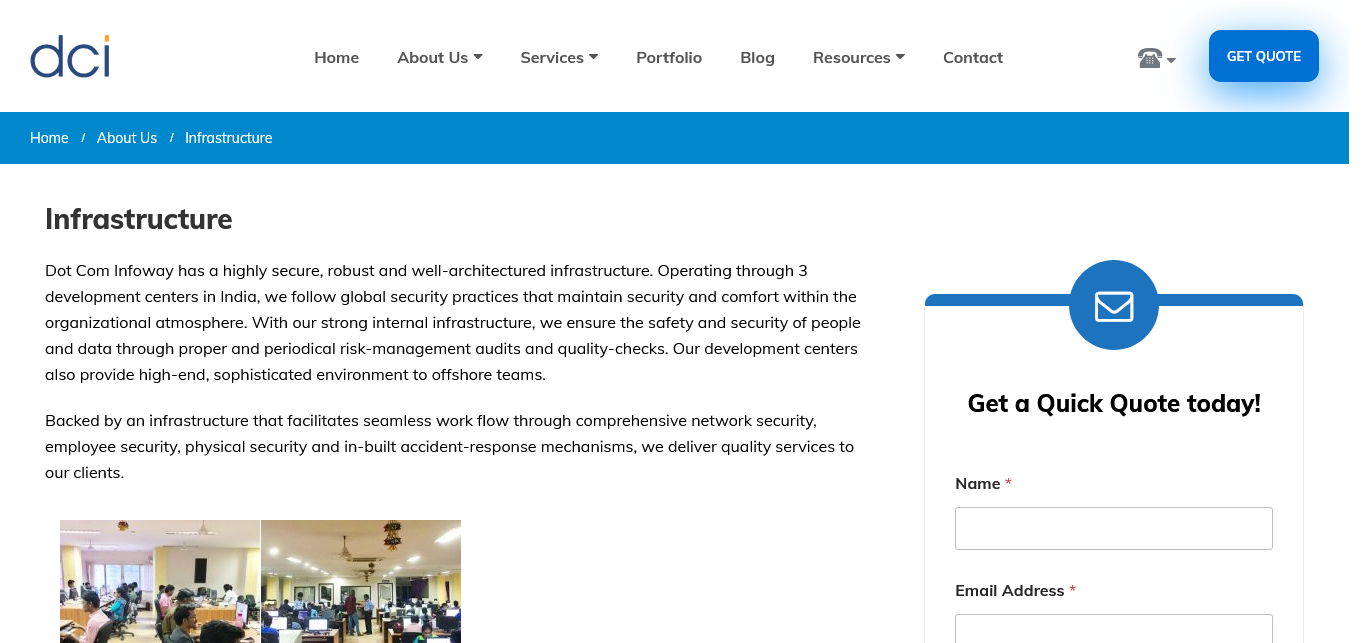 dci
Home
About Us
Services
Portfolio
Blog
Resources
Contact
GET QUOTE
Home / About Us / Infrastructure
Infrastructure
Dot Com Infoway has a highly secure, robust and well-architectured infrastructure. Operating through 3
development centers in India, we follow global security practices that maintain security and comfort within the
organizational atmosphere. With our strong internal infrastructure, we ensure the safety and security of people
and data through proper and periodical risk-management audits and quality-checks. Our development centers
also provide high-end, sophisticated environment to offshore teams.
Backed by an infrastructure that facilitates seamless work flow through comprehensive network security,
employee security, physical security and in-built accident-response mechanisms, we deliver quality services to
our clients.
Get a Quick Quote today!
Name *
Email Address *